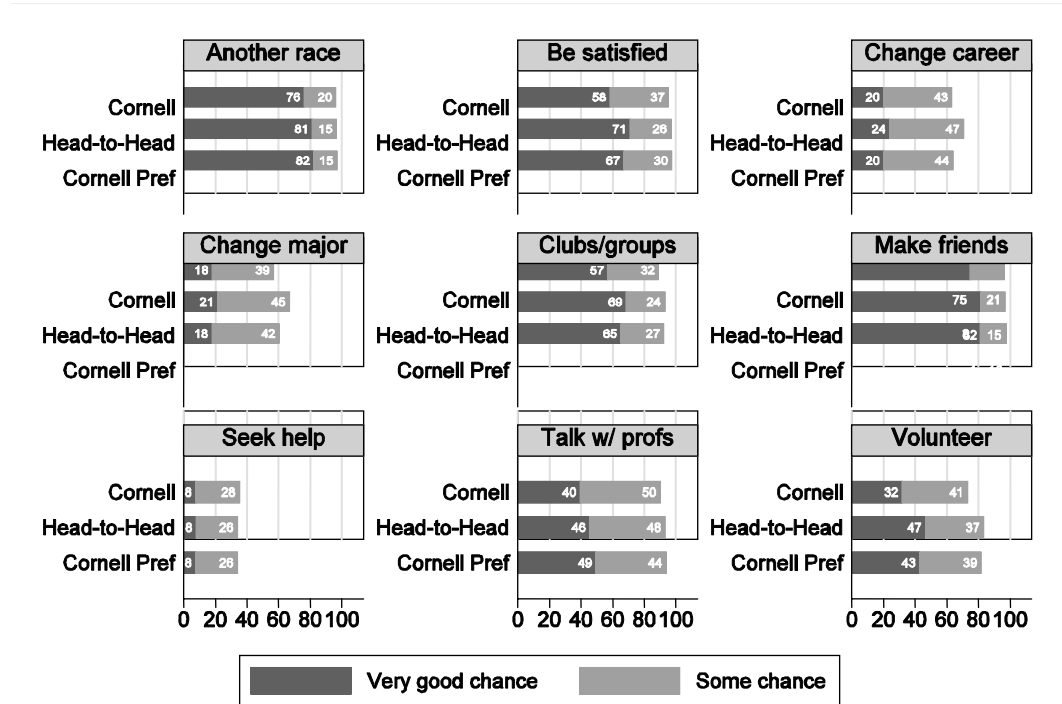 Another race
Cornell 76 20
Head-to-Head 81 15
Cornell Pref 82 15
Be satisfied
Cornell 58 37
Head-to-Head 71 26
Cornell Pref 67 30
Change career
Cornell 20 43
Head-to-Head 24 47
Cornell Pref 20 44
Change major
18 39
Cornell 21 45
Head-to-Head 18 42
Cornell Pref
Clubs/groups
57 32
Cornell 69 24
Head-to-Head 65 27
Cornell Pref
Make friends
Cornell 75 21
Head-to-Head 82 15
Cornell Pref
Seek help
Cornell 8 28
Head-to-Head 8 26
Cornell Pref 8 26
0 20 40 60 80 100
Talk w/ profs
Cornell 40 50
Head-to-Head 46 48
Cornell Pref 49 44
0 20 40 60 80 100
Volunteer
Cornell 32 41
Head-to-Head 47 37
Cornell Pref 43 39
0 20 40 60 80 100
Very good chance
Some chance